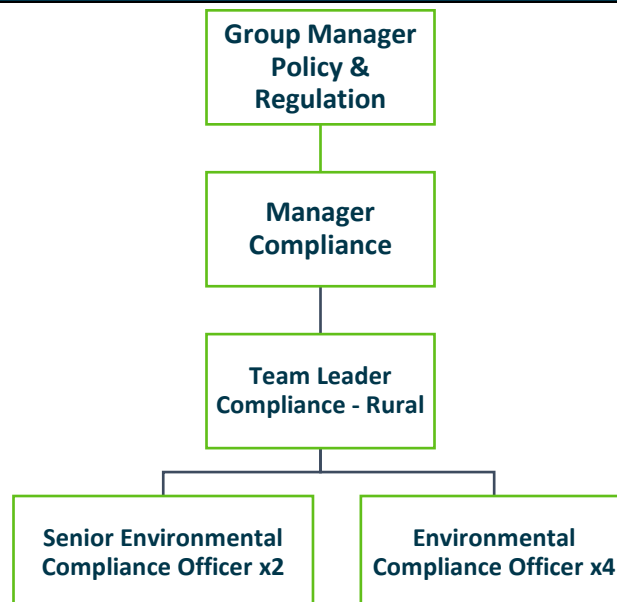 Group Manager
Policy &
Regulation
Manager
Compliance
Team Leader
Compliance - Rural
Senior Environmental
Compliance Officer x2
Environmental
Compliance Officer x4